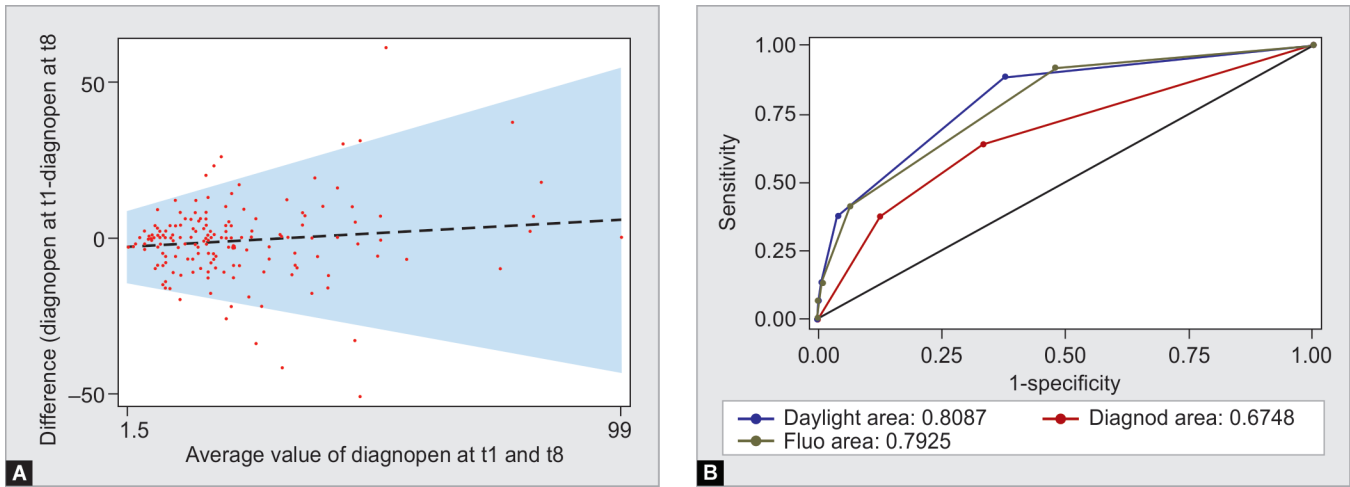 Difference (diagnopen at t1-diagnopen at t8
50
0
–50
1.5
99
Average value of diagnopen at t1 and t8
A
Sensitivity
1.00
0.75
0.50
0.25
0.00
0.00
0.25
0.50
0.75
1.00
1-specificity
Daylight area: 0.8087
Diagnod area: 0.6748
Fluo area: 0.7925
B